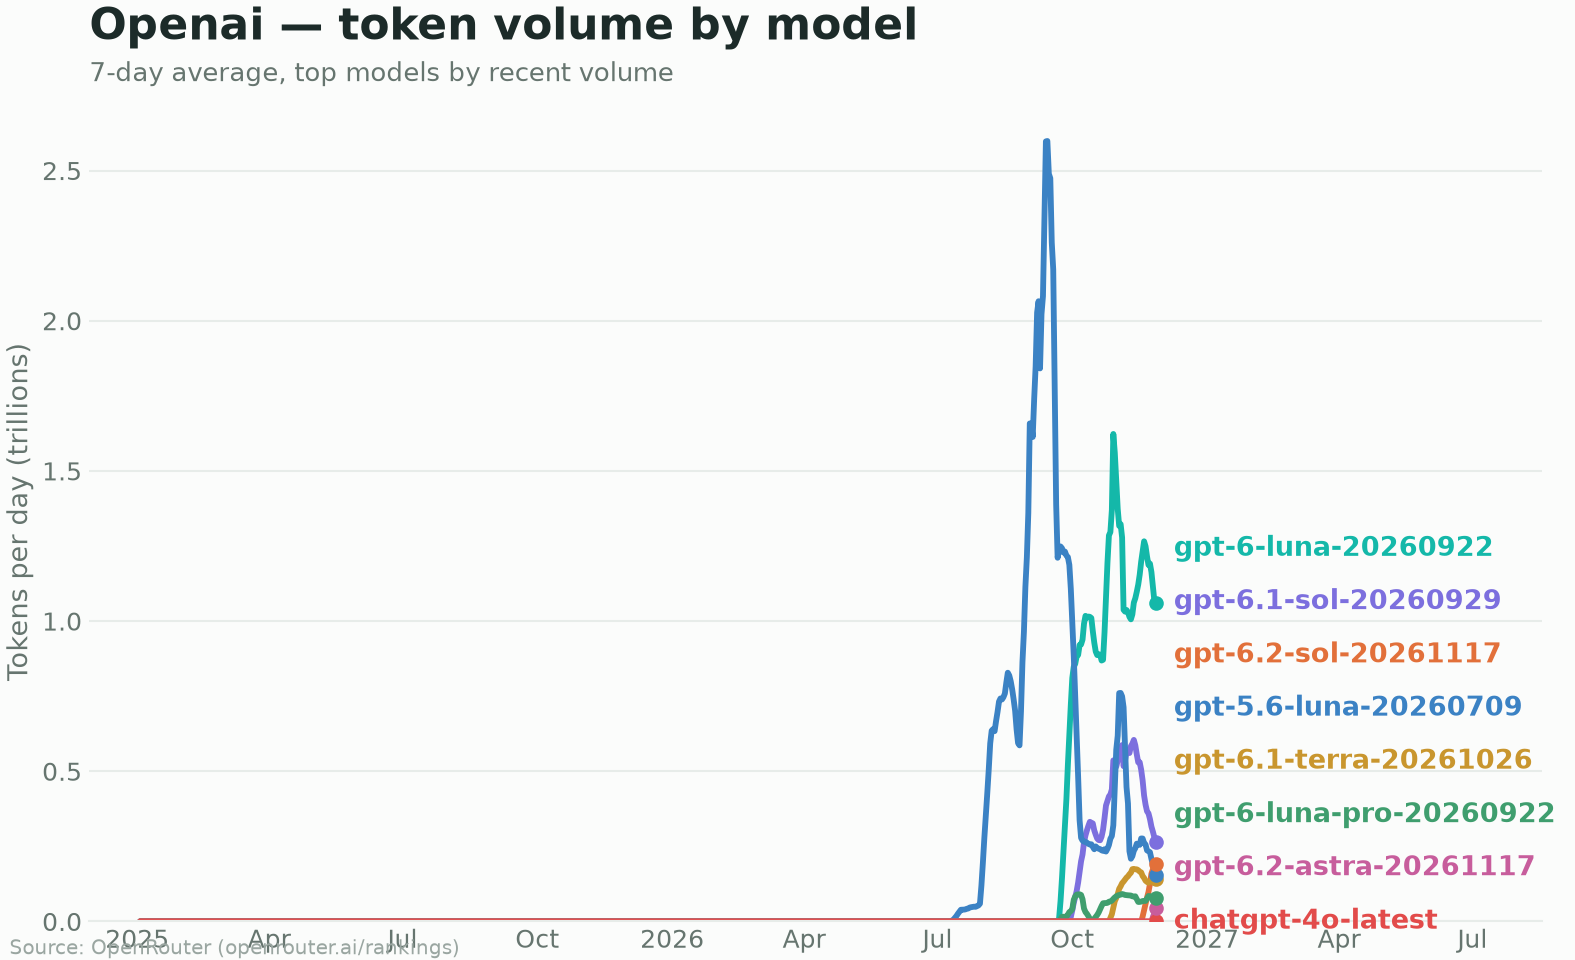 Openai — token volume by model
7-day average, top models by recent volume
Tokens per day (trillions)
2.5
2.0
1.5
1.0
0.5
0.0
gpt-6-luna-20260922
gpt-6.1-sol-20260929
gpt-6.2-sol-20261117
gpt-5.6-luna-20260709
gpt-6.1-terra-20261026
gpt-6-luna-pro-20260922
gpt-6.2-astra-20261117
chatgpt-4o-latest
2025 Apr Jul Oct 2026 Apr Jul Oct 2027 Apr Jul
Source: OpenRouter (openrouter.ai/rankings)